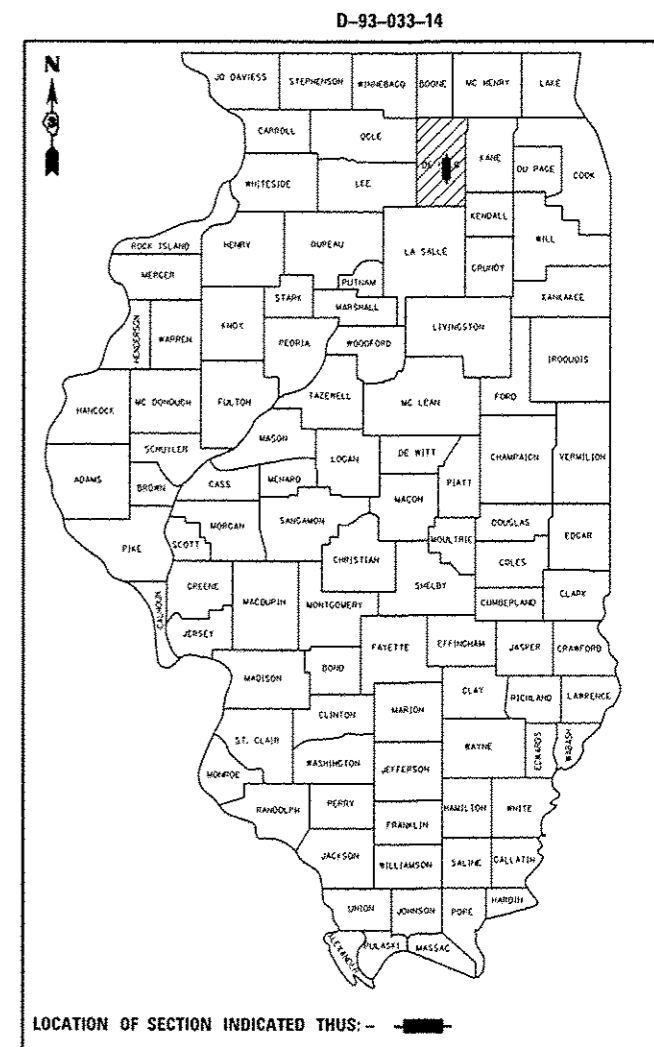 D-93-033-14
N
JO DAVIESS STEPHENSON WINNEBAGO BOONE MC HENRY LAKE
CARROLL OGLE KANE DU PAGE COOK
WHITESIDE LEE KENDALL WILL
ROCK ISLAND HENRY BUREAU LA SALLE GRUNDY
MERCER PUTNAM KANKAKEE
STARK MARSHALL
HENDERSON WARREN KNOX PEORIA WOODFORD LIVINGSTON IROQUOIS
HANCOCK MC DONOUGH FULTON TAZEWELL MC LEAN FORD
MASON
SCHUYLER LOGAN DE WITT CHAMPAIGN VERMILION
ADAMS BROWN CASS MENARD MACON PIATT
MORGAN SANGAMON DOUGLAS
PIKE SCOTT CHRISTIAN MOULTRIE COLES EDGAR
CALHOUN GREENE MACOUPIN MONTGOMERY SHELBY CUMBERLAND CLARK
JERSEY FAYETTE EFFINGHAM JASPER CRAWFORD
MADISON BOND CLAY RICHLAND LAWRENCE
CLINTON MARION
ST. CLAIR WAYNE EDWARDS WABASH
MONROE WASHINGTON JEFFERSON
RANDOLPH PERRY HAMILTON WHITE
FRANKLIN
JACKSON WILLIAMSON SALINE GALLATIN
UNION JOHNSON POPE HARDIN
ALEXANDER PULASKI MASSAC
LOCATION OF SECTION INDICATED THUS: -